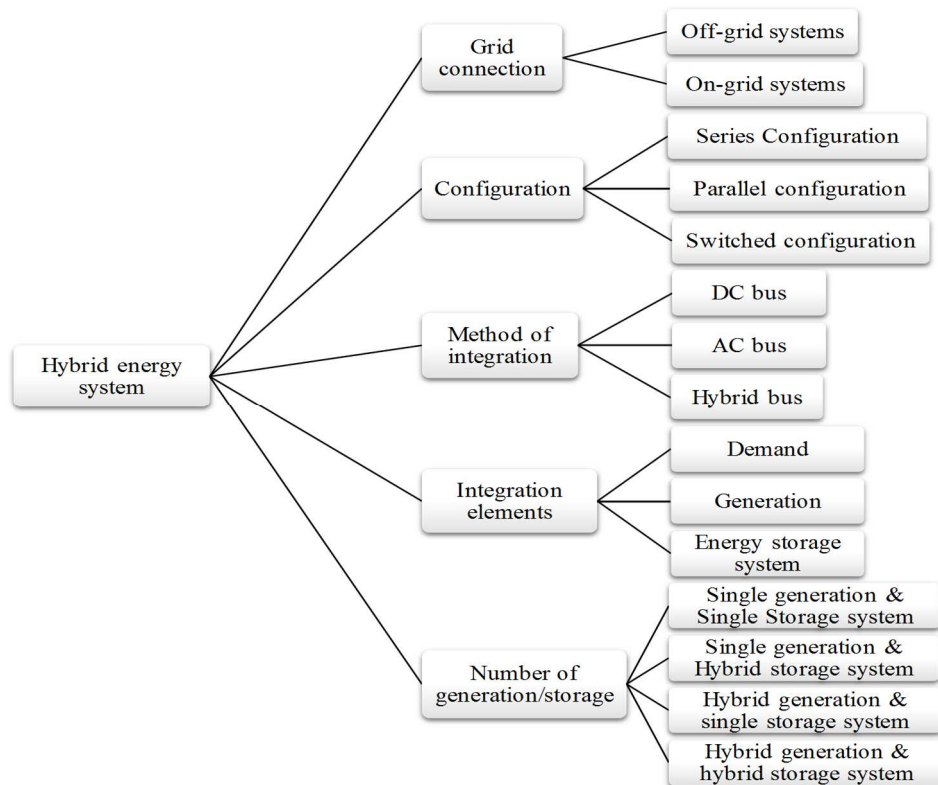 Hybrid energy
system
Grid
connection
Off-grid systems
On-grid systems
Configuration
Series Configuration
Parallel configuration
Switched configuration
Method of
integration
DC bus
AC bus
Hybrid bus
Integration
elements
Demand
Generation
Energy storage
system
Number of
generation/storage
Single generation &
Single Storage system
Single generation &
Hybrid storage system
Hybrid generation &
single storage system
Hybrid generation &
hybrid storage system